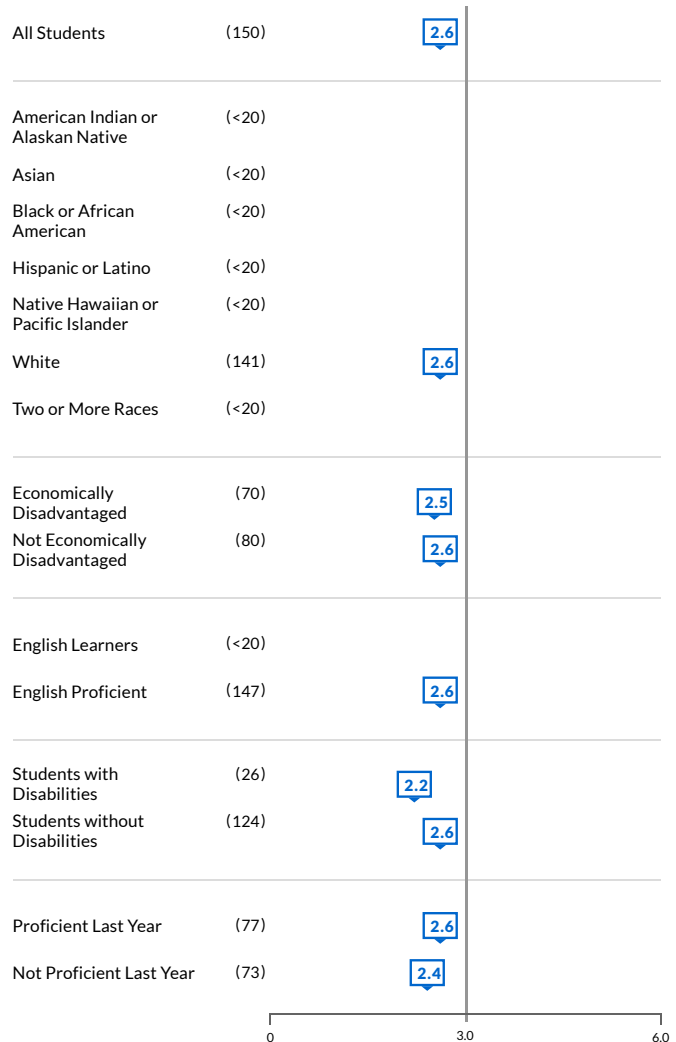 All Students (150) 2.6
American Indian or (<20)
Alaskan Native
Asian (<20)
Black or African (<20)
American
Hispanic or Latino (<20)
Native Hawaiian or (<20)
Pacific Islander
White (141) 2.6
Two or More Races (<20)
Economically (70) 2.5
Disadvantaged
Not Economically (80) 2.6
Disadvantaged
English Learners (<20)
English Proficient (147) 2.6
Students with (26) 2.2
Disabilities
Students without (124) 2.6
Disabilities
Proficient Last Year (77) 2.6
Not Proficient Last Year (73) 2.4
0 3.0 6.0